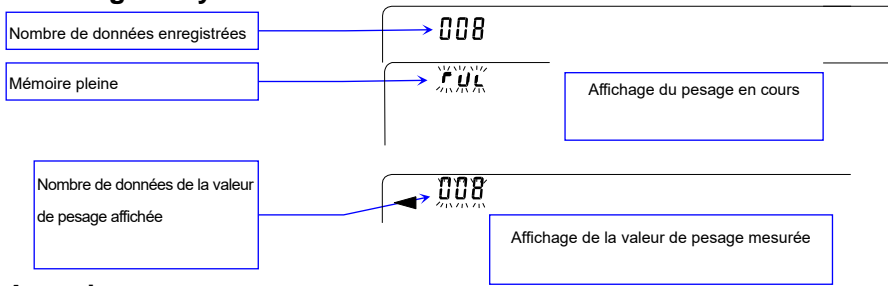 Nombre de données enregistrées
008
Mémoire pleine
Affichage du pesage en cours
Nombre de données de la valeur
de pesage affichée
008
Affichage de la valeur de pesage mesurée